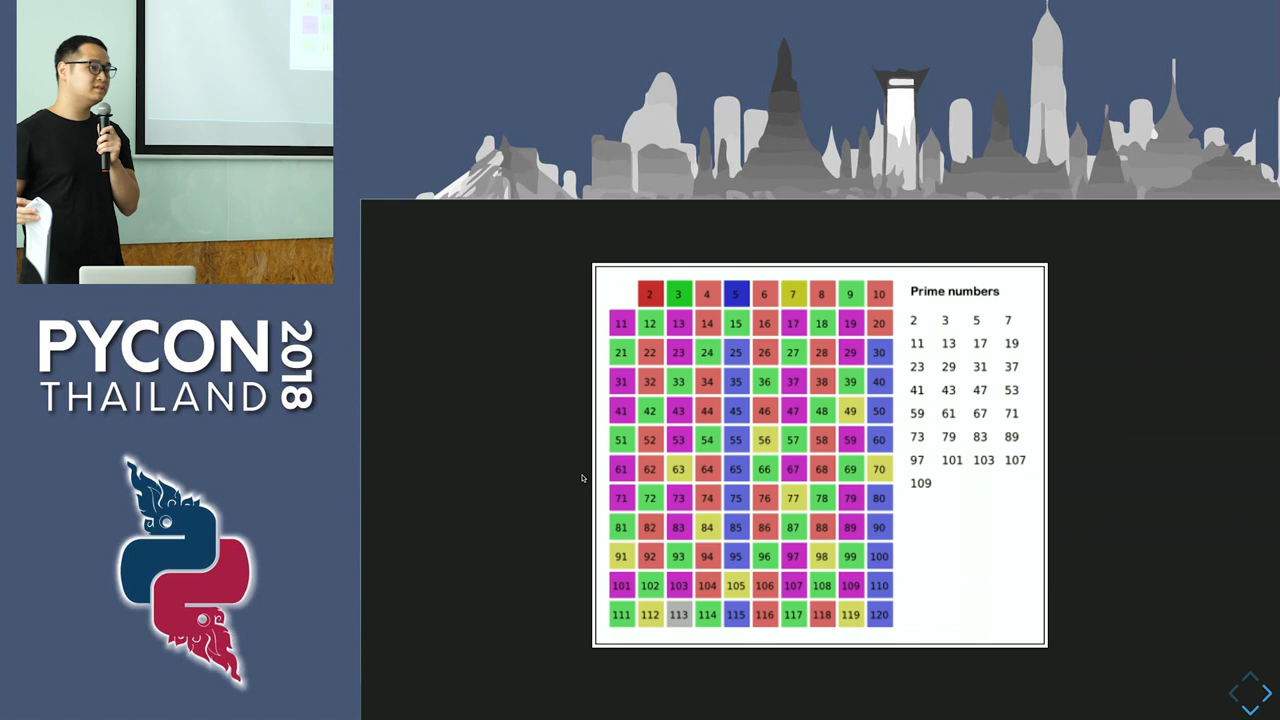 PYCON
THAILAND
2018
2 3 4 5 6 7 8 9 10
11 12 13 14 15 16 17 18 19 20
21 22 23 24 25 26 27 28 29 30
31 32 33 34 35 36 37 38 39 40
41 42 43 44 45 46 47 48 49 50
51 52 53 54 55 56 57 58 59 60
61 62 63 64 65 66 67 68 69 70
71 72 73 74 75 76 77 78 79 80
81 82 83 84 85 86 87 88 89 90
91 92 93 94 95 96 97 98 99 100
101 102 103 104 105 106 107 108 109 110
111 112 113 114 115 116 117 118 119 120
Prime numbers
2 3 5 7
11 13 17 19
23 29 31 37
41 43 47 53
59 61 67 71
73 79 83 89
97 101 103 107
109